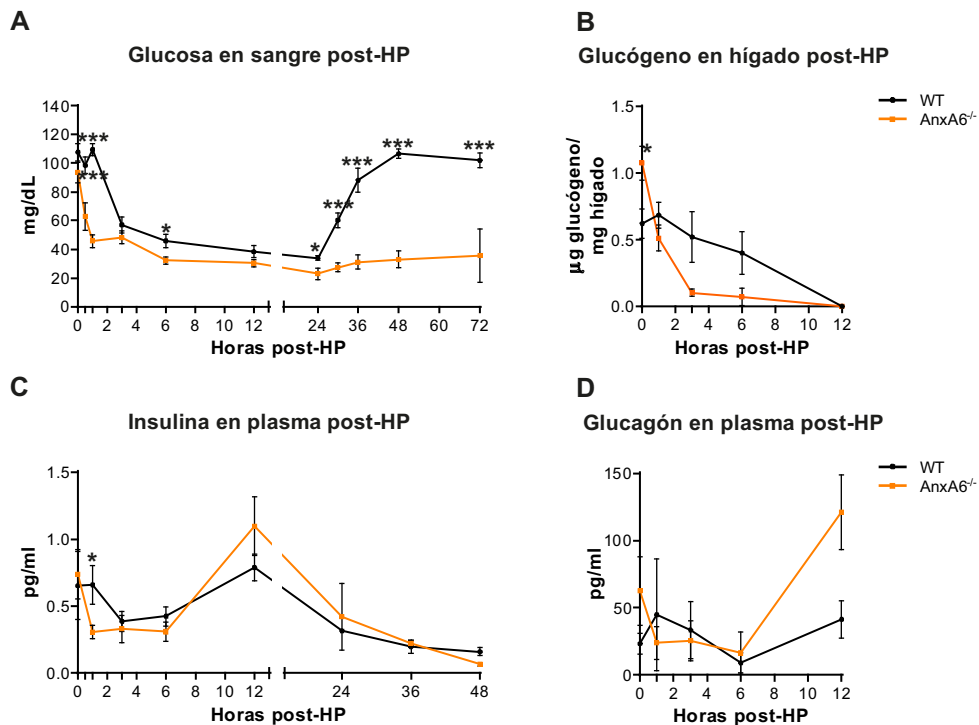 A
Glucosa en sangre post-HP
mg/dL
140
120
100
80
60
40
20
0
*** *** * * *** *** *** ***
0 2 4 6 8 10 12 24 36 48 60 72
Horas post-HP
B
Glucógeno en hígado post-HP
µg glucógeno/
mg hígado
1.5
1.0
0.5
0.0
*
0 2 4 6 8 10 12
Horas post-HP
WT
AnxA6-/-
C
Insulina en plasma post-HP
pg/ml
1.5
1.0
0.5
0.0
*
0 2 4 6 8 10 12 24 36 48
Horas post-HP
D
Glucagón en plasma post-HP
pg/ml
150
100
50
0
0 2 4 6 8 10 12
Horas post-HP
WT
AnxA6-/-